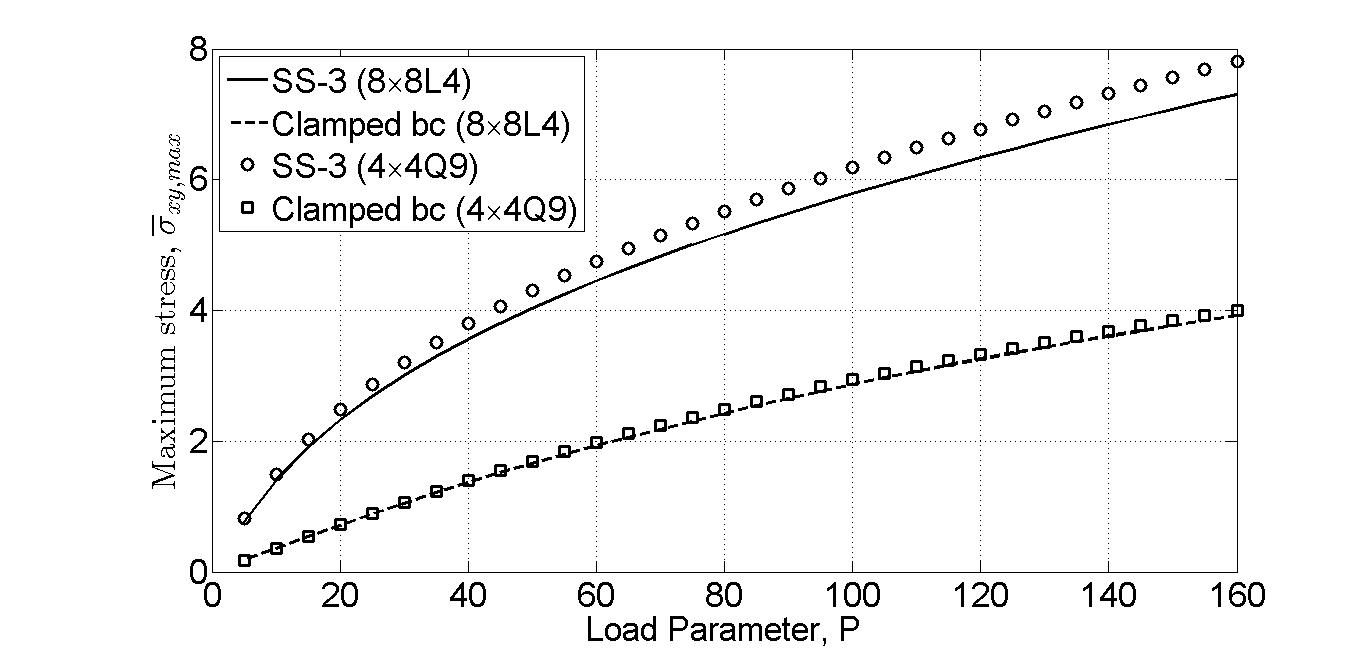 8
6
4
2
0
Maximum stress, σ̅xy,max
SS-3 (8×8L4)
Clamped bc (8×8L4)
SS-3 (4×4Q9)
Clamped bc (4×4Q9)
0 20 40 60 80 100 120 140 160
Load Parameter, P